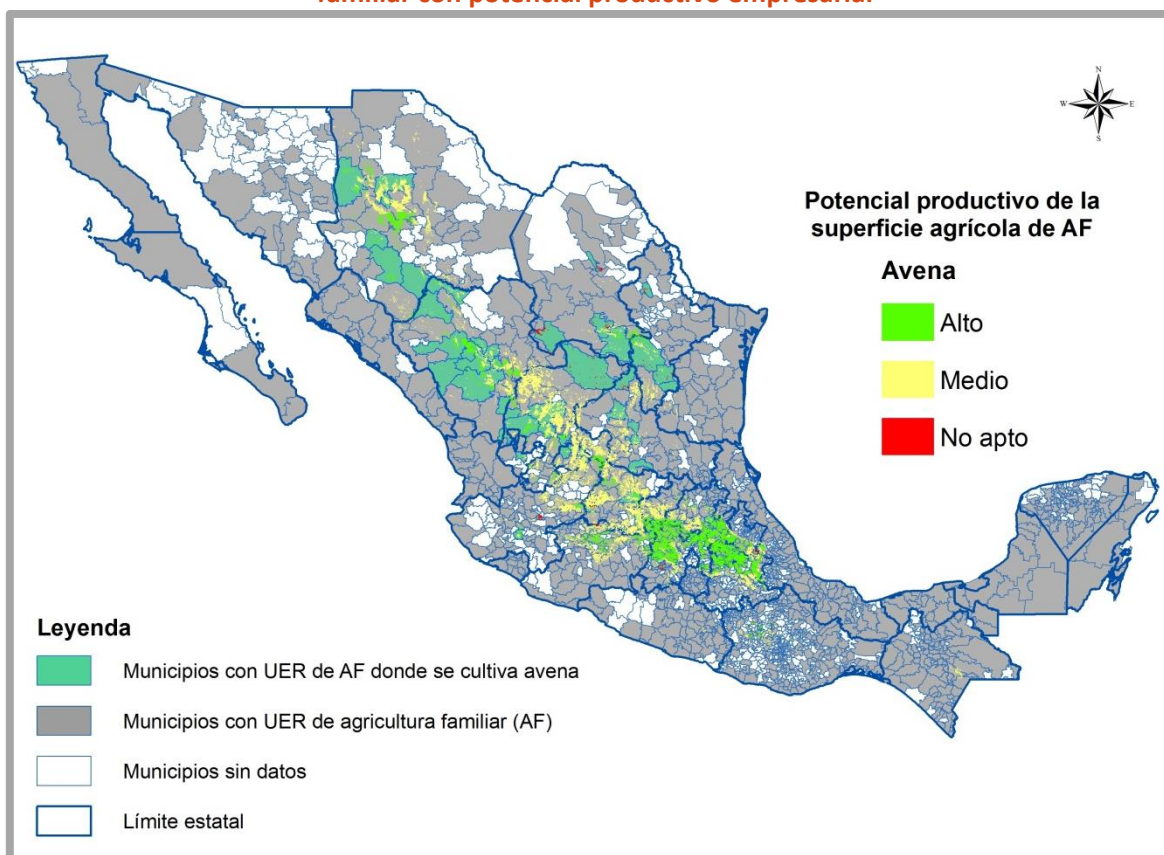 familiar con potencial productivo empresarial
N
W E
S
Potencial productivo de la
superficie agrícola de AF
Avena
Alto
Medio
No apto
Leyenda
Municipios con UER de AF donde se cultiva avena
Municipios con UER de agricultura familiar (AF)
Municipios sin datos
Límite estatal